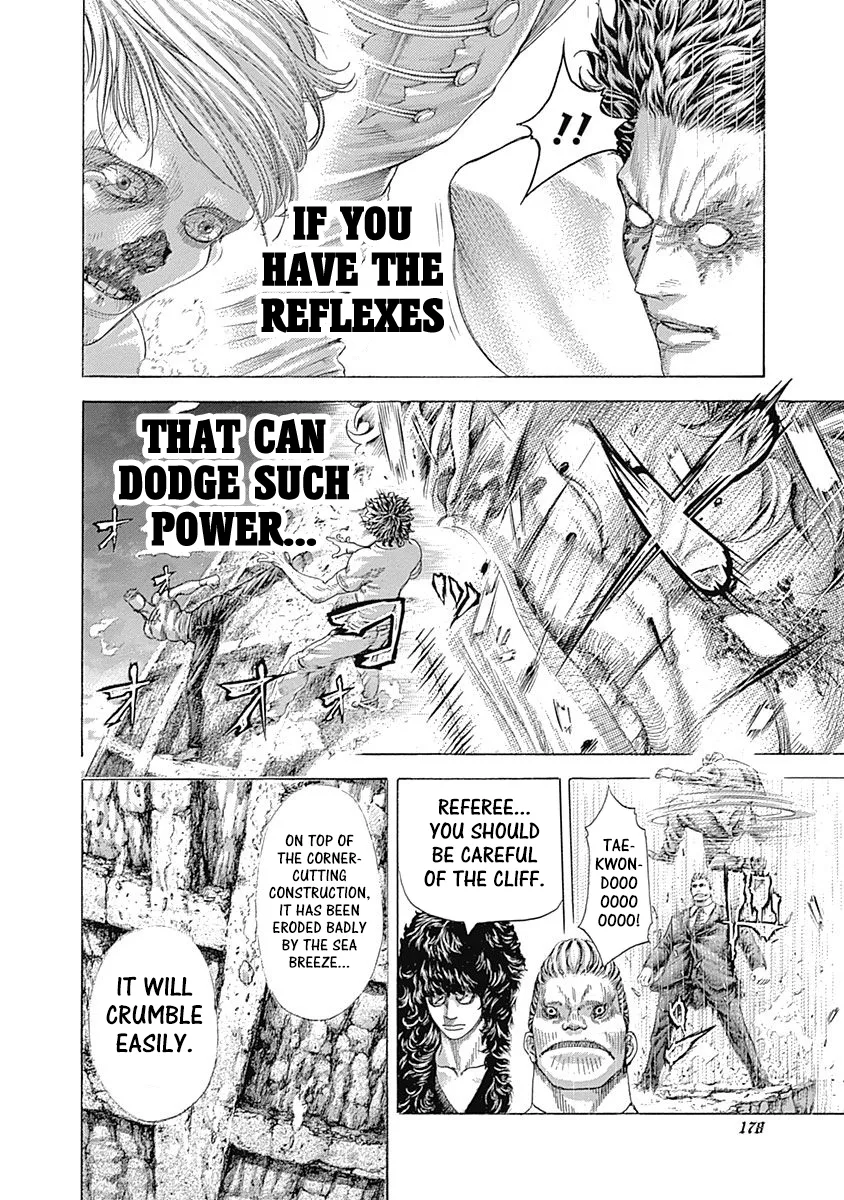 !!
IF YOU
HAVE THE
REFLEXES
THAT CAN
DODGE SUCH
POWER...
オ
オ
オ
オ
オ
ゴ
TAE-
KWON-
DOOO
OOOO
OOOO!
REFEREE...
YOU SHOULD
BE CAREFUL
OF THE CLIFF.
ON TOP OF
THE CORNER-
CUTTING
CONSTRUCTION,
IT HAS BEEN
ERODED BADLY
BY THE SEA
BREEZE...
IT WILL
CRUMBLE
EASILY.
178